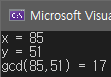 Microsoft Visua
x = 85
y = 51
gcd(85,51) = 17